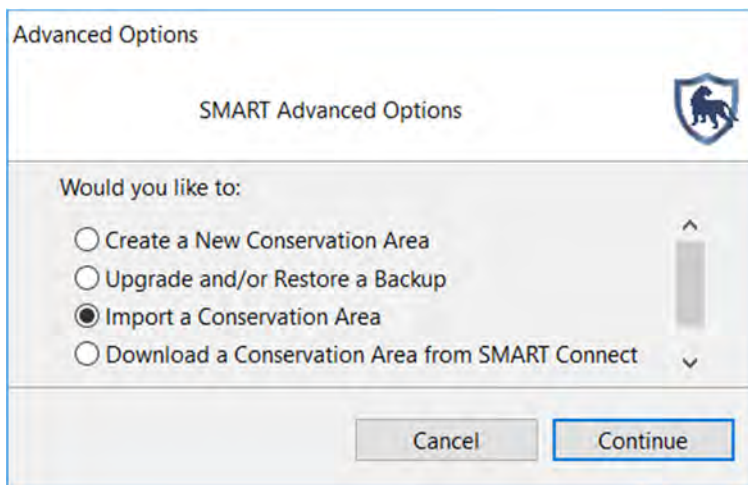 Advanced Options
SMART Advanced Options
Would you like to:
Create a New Conservation Area
Upgrade and/or Restore a Backup
Import a Conservation Area
Download a Conservation Area from SMART Connect
Cancel Continue